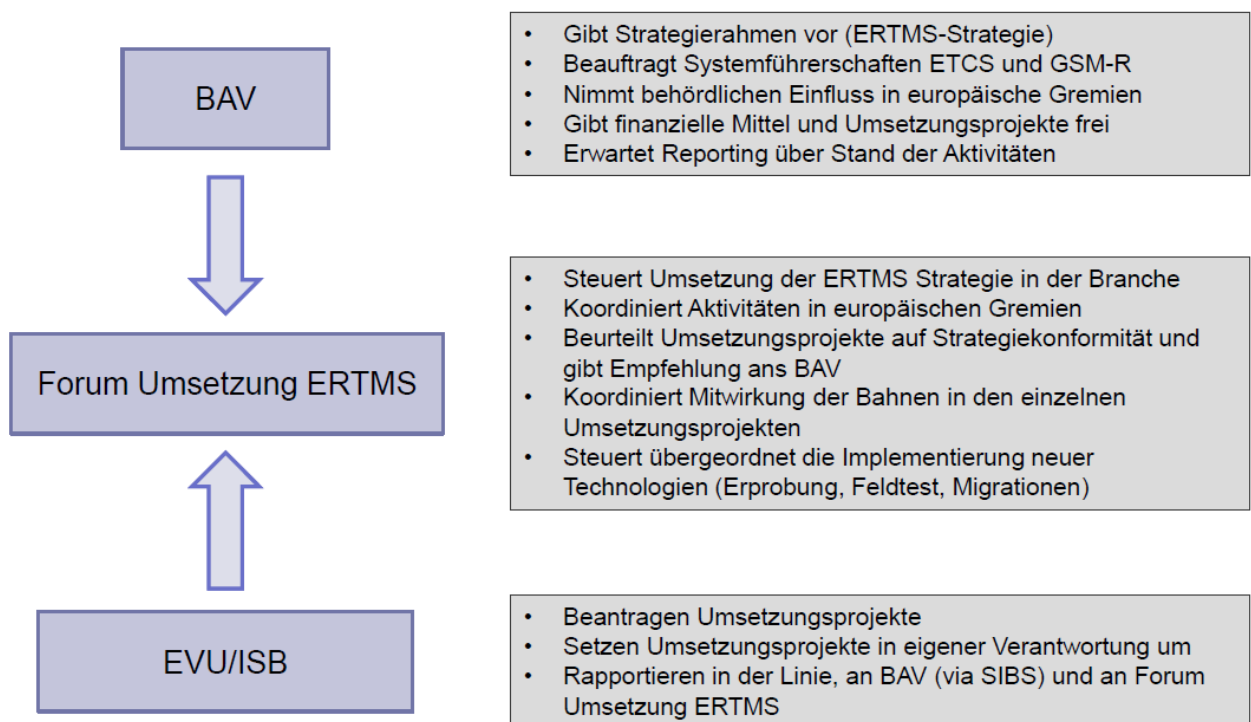 BAV
• Gibt Strategierahmen vor (ERTMS-Strategie)
• Beauftragt Systemführerschaften ETCS und GSM-R
• Nimmt behördlichen Einfluss in europäische Gremien
• Gibt finanzielle Mittel und Umsetzungsprojekte frei
• Erwartet Reporting über Stand der Aktivitäten
Forum Umsetzung ERTMS
• Steuert Umsetzung der ERTMS Strategie in der Branche
• Koordiniert Aktivitäten in europäischen Gremien
• Beurteilt Umsetzungsprojekte auf Strategiekonformität und
gibt Empfehlung ans BAV
• Koordiniert Mitwirkung der Bahnen in den einzelnen
Umsetzungsprojekten
• Steuert übergeordnet die Implementierung neuer
Technologien (Erprobung, Feldtest, Migrationen)
EVU/ISB
• Beantragen Umsetzungsprojekte
• Setzen Umsetzungsprojekte in eigener Verantwortung um
• Rapportieren in der Linie, an BAV (via SIBS) und an Forum
Umsetzung ERTMS